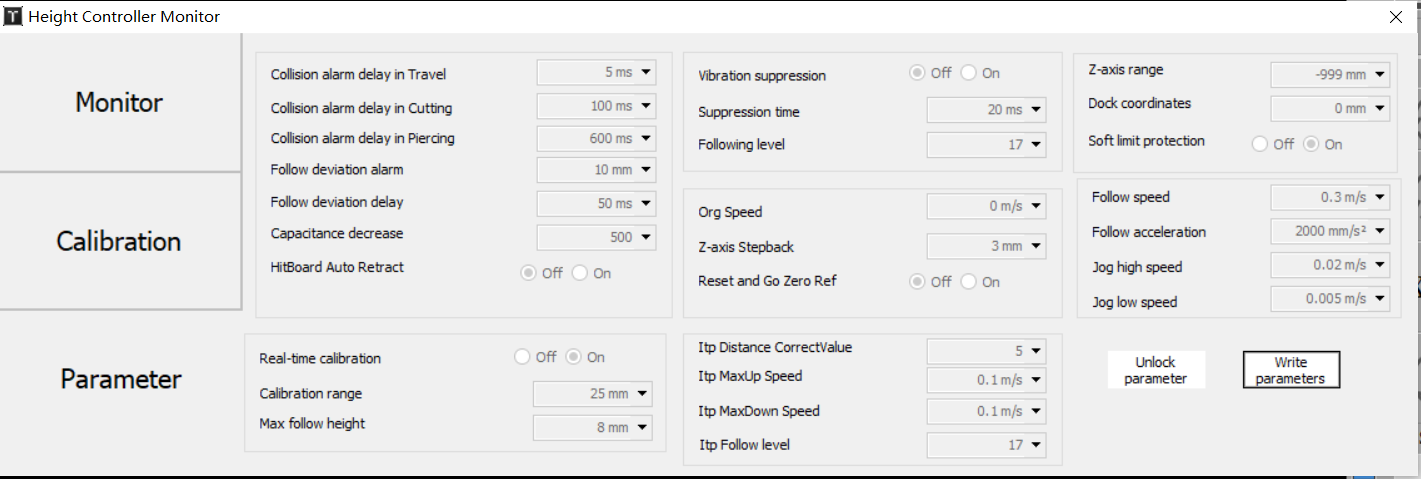 Height Controller Monitor
Monitor
Calibration
Parameter
Collision alarm delay in Travel 5 ms
Collision alarm delay in Cutting 100 ms
Collision alarm delay in Piercing 600 ms
Follow deviation alarm 10 mm
Follow deviation delay 50 ms
Capacitance decrease 500
HitBoard Auto Retract Off On
Real-time calibration Off On
Calibration range 25 mm
Max follow height 8 mm
Vibration suppression Off On
Suppression time 20 ms
Following level 17
Org Speed 0 m/s
Z-axis Stepback 3 mm
Reset and Go Zero Ref Off On
Itp Distance CorrectValue 5
Itp MaxUp Speed 0.1 m/s
Itp MaxDown Speed 0.1 m/s
Itp Follow level 17
Z-axis range -999 mm
Dock coordinates 0 mm
Soft limit protection Off On
Follow speed 0.3 m/s
Follow acceleration 2000 mm/s²
Jog high speed 0.02 m/s
Jog low speed 0.005 m/s
Unlock
parameter
Write
parameters